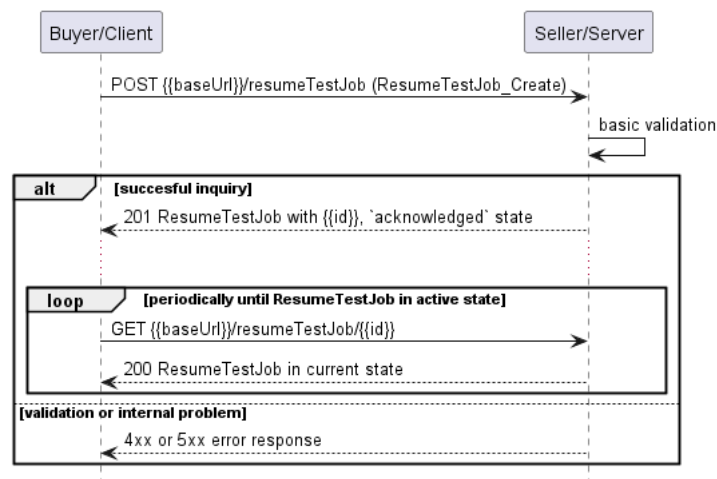 Buyer/Client
Seller/Server
POST {{baseUrl}}/resumeTestJob (ResumeTestJob_Create)
basic validation
alt
[succesful inquiry]
201 ResumeTestJob with {{id}}, `acknowledged` state
loop
[periodically until ResumeTestJob in active state]
GET {{baseUrl}}/resumeTestJob/{{id}}
200 ResumeTestJob in current state
[validation or internal problem]
4xx or 5xx error response